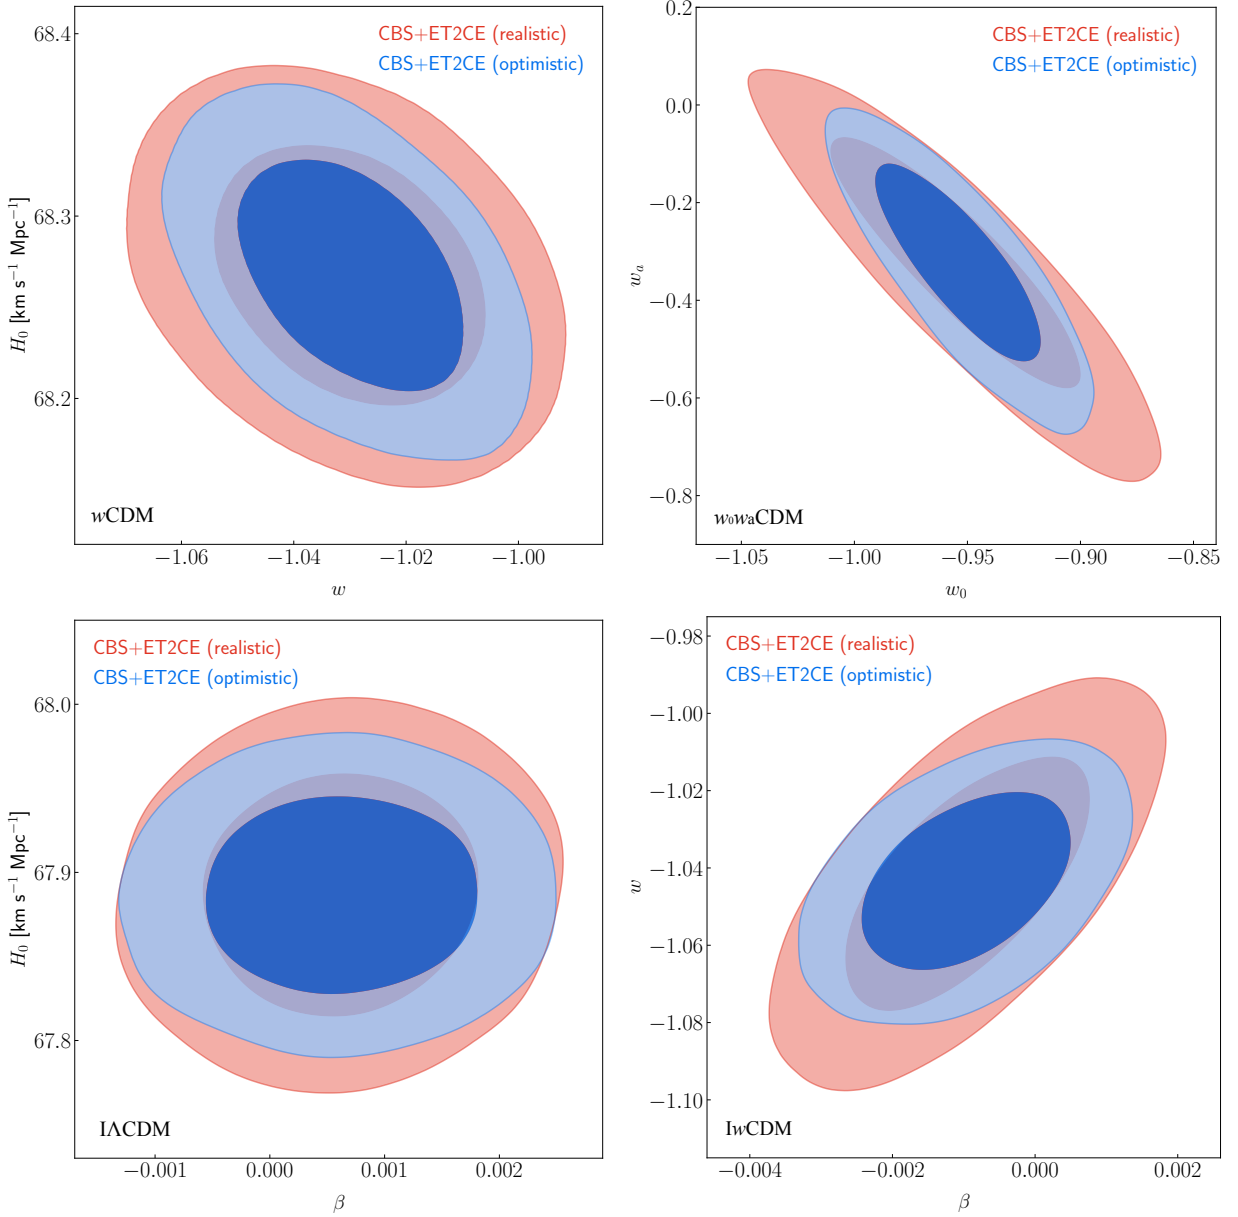 CBS+ET2CE (realistic)
CBS+ET2CE (optimistic)
68.4
68.3
68.2
H₀ [km s⁻¹ Mpc⁻¹]
wCDM
−1.06 −1.04 −1.02 −1.00
w
CBS+ET2CE (realistic)
CBS+ET2CE (optimistic)
0.2
0.0
−0.2
−0.4
−0.6
−0.8
wₐ
w₀wₐCDM
−1.05 −1.00 −0.95 −0.90 −0.85
w₀
CBS+ET2CE (realistic)
CBS+ET2CE (optimistic)
68.0
67.9
67.8
H₀ [km s⁻¹ Mpc⁻¹]
IΛCDM
−0.001 0.000 0.001 0.002
β
CBS+ET2CE (realistic)
CBS+ET2CE (optimistic)
−0.98
−1.00
−1.02
−1.04
−1.06
−1.08
−1.10
w
IwCDM
−0.004 −0.002 0.000 0.002
β